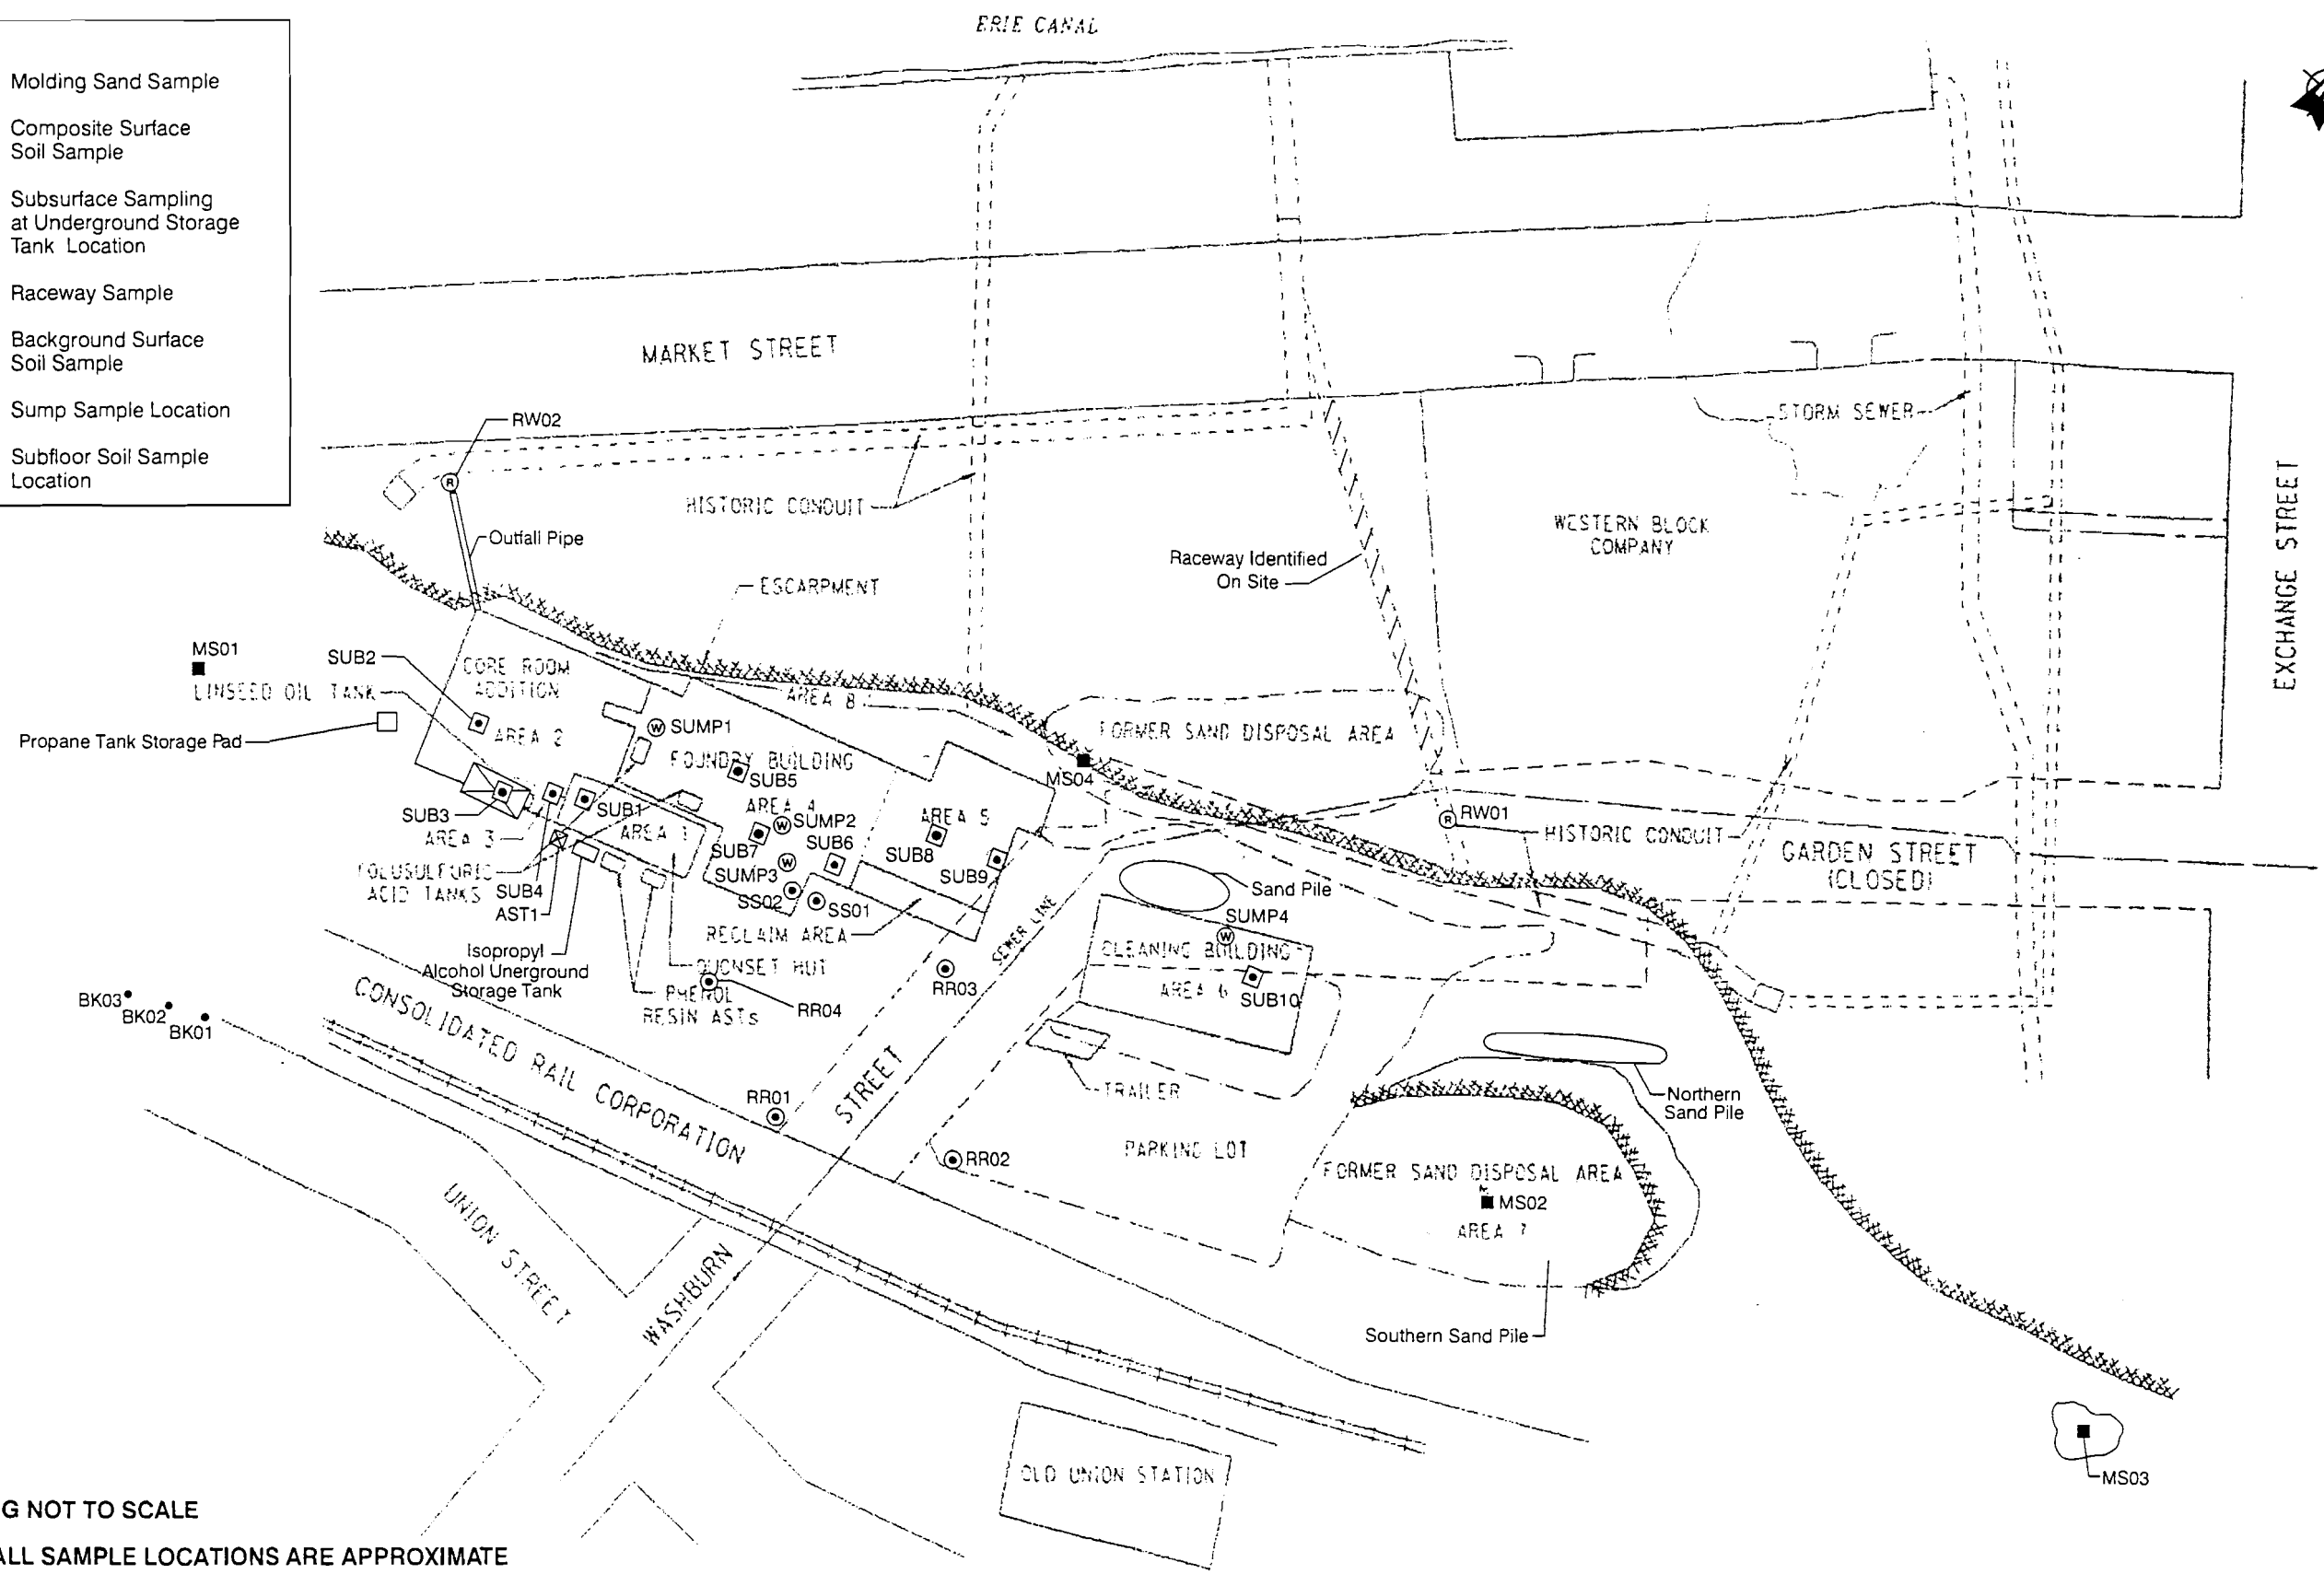 ERIE CANAL
Molding Sand Sample
Composite Surface
Soil Sample
Subsurface Sampling
at Underground Storage
Tank Location
Raceway Sample
Background Surface
Soil Sample
Sump Sample Location
Subfloor Soil Sample
Location
MARKET STREET
RW02
STORM SEWER
HISTORIC CONDUIT
WESTERN BLOCK
COMPANY
EXCHANGE STREET
Outfall Pipe
Raceway Identified
On Site
ESCARPMENT
MS01
SUB2
CORE ROOM
ADDITION
LINSEED OIL TANK
AREA 8
Propane Tank Storage Pad
AREA 2
SUMP1
FORMER SAND DISPOSAL AREA
FOUNDRY BUILDING
SUB5
MS04
SUB3
SUB1
AREA 4
SUMP2
AREA 5
RW01
AREA 3
AREA 1
SUB7
SUB6
SUB8
HISTORIC CONDUIT
GARDEN STREET
(CLOSED)
TOLUSULFURIC
ACID TANKS
SUB4
SUMP3
SUB9
Sand Pile
AST1
SS02
SS01
SUMP4
RECLAIM AREA
SEWER LINE
CLEANING BUILDING
Isopropyl
Alcohol Unerground
Storage Tank
QUONSET HUT
PHENOL
RESIN ASTs
RR04
RR03
AREA 6
SUB10
BK03
BK02
BK01
CONSOLIDATED RAIL CORPORATION
RR01
STREET
TRAILER
Northern
Sand Pile
RR02
PARKING LOT
FORMER SAND DISPOSAL AREA
MS02
AREA 7
UNION STREET
WASHBURN
Southern Sand Pile
OLD UNION STATION
MS03
G NOT TO SCALE
ALL SAMPLE LOCATIONS ARE APPROXIMATE